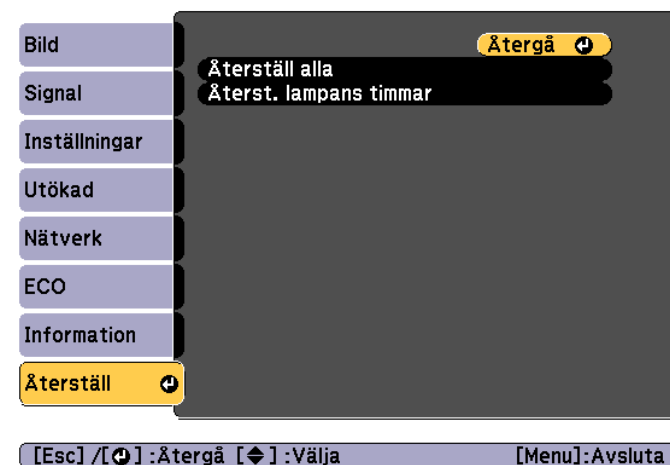 Bild
Signal
Inställningar
Utökad
Nätverk
ECO
Information
Återställ
Återgå
Återställ alla
Återst. lampans timmar
[Esc] /[ ] :Återgå [ ] :Välja [Menu]:Avsluta